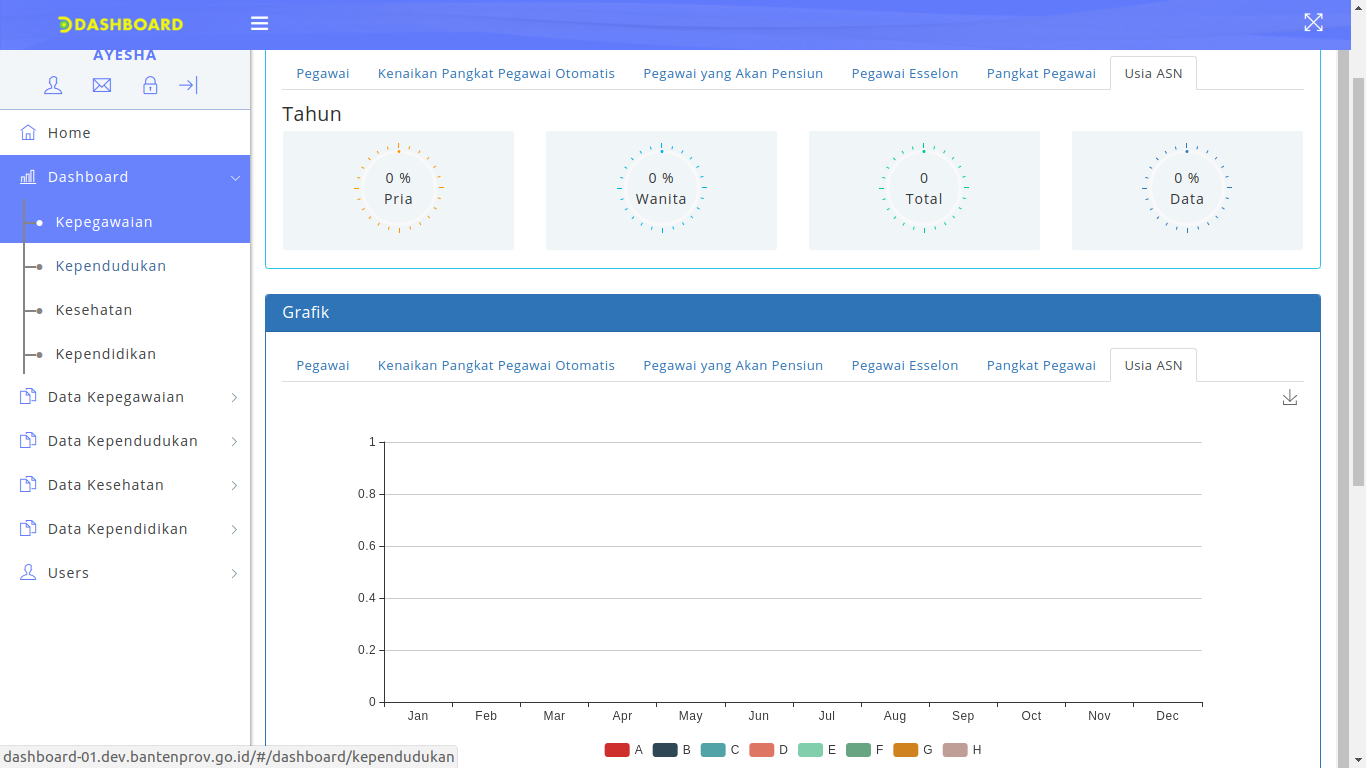 DASHBOARD
AYESHA
Home
Dashboard
Kepegawaian
Kependudukan
Kesehatan
Kependidikan
Data Kepegawaian
Data Kependudukan
Data Kesehatan
Data Kependidikan
Users
Pegawai Kenaikan Pangkat Pegawai Otomatis Pegawai yang Akan Pensiun Pegawai Esselon Pangkat Pegawai Usia ASN
Tahun
0 %
Pria
0 %
Wanita
0
Total
0 %
Data
Grafik
Pegawai Kenaikan Pangkat Pegawai Otomatis Pegawai yang Akan Pensiun Pegawai Esselon Pangkat Pegawai Usia ASN
1
0.8
0.6
0.4
0.2
0
Jan Feb Mar Apr May Jun Jul Aug Sep Oct Nov Dec
A B C D E F G H
dashboard-01.dev.bantenprov.go.id/#/dashboard/kependudukan